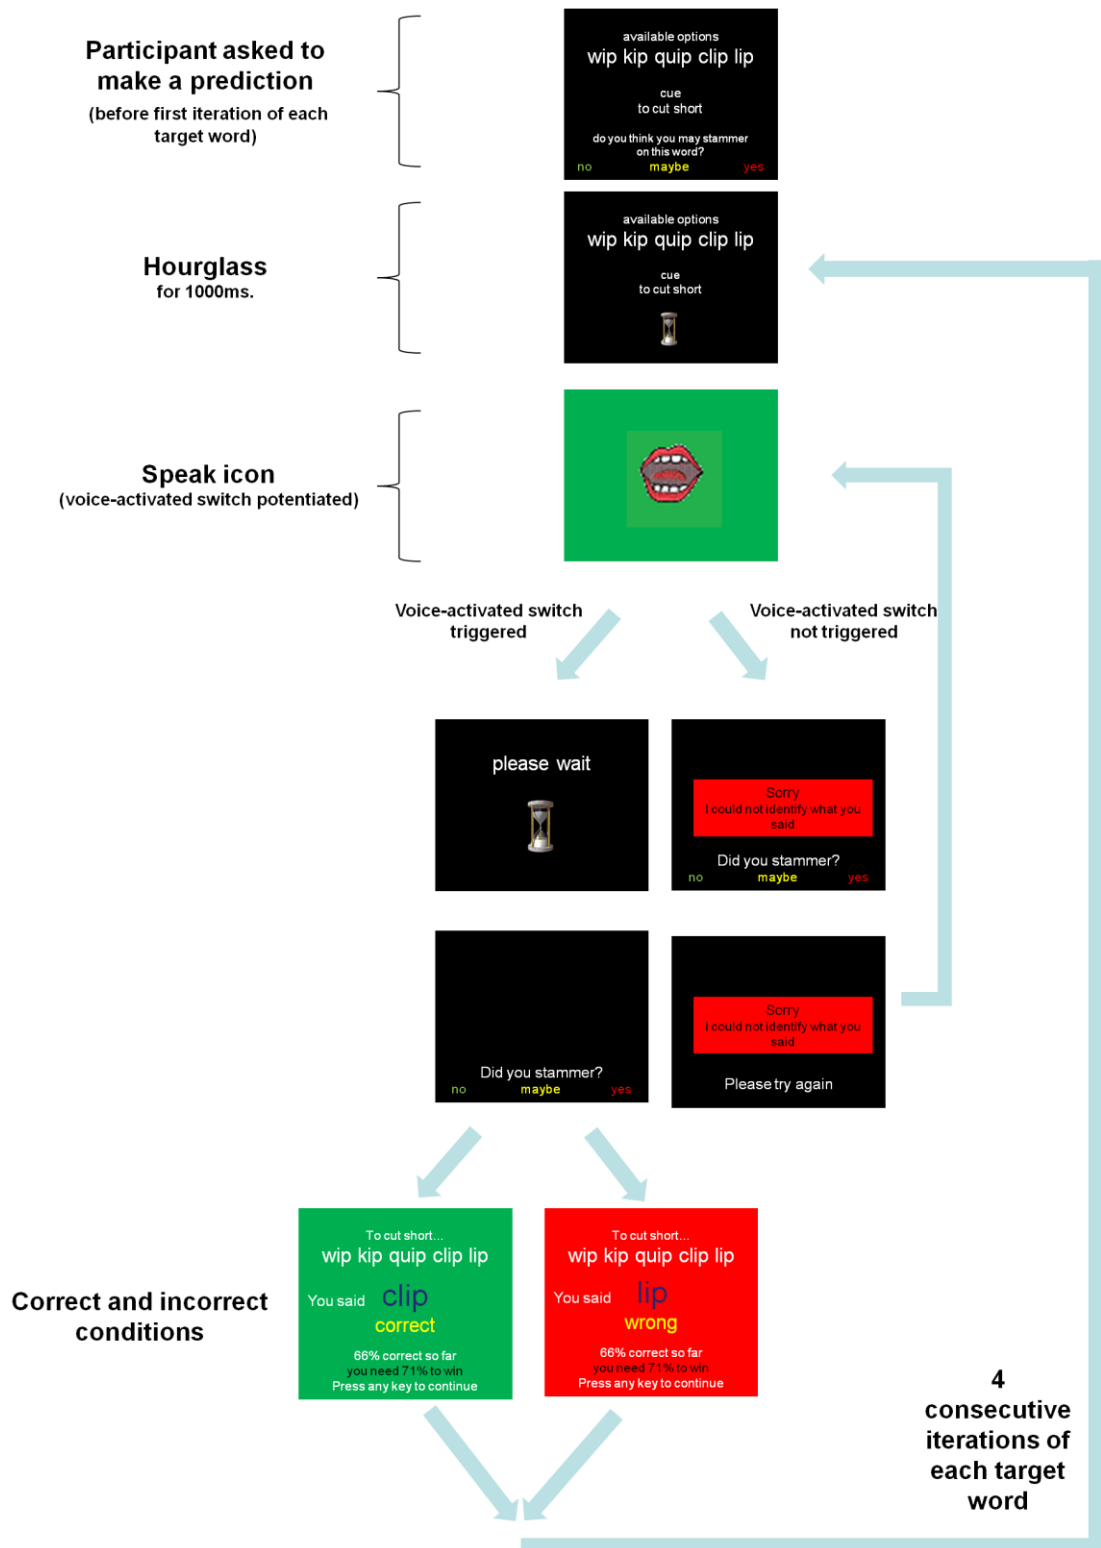 Participant asked to
make a prediction
(before first iteration of each
target word)
available options
wip kip quip clip lip
cue
to cut short
do you think you may stammer
on this word?
no maybe yes
Hourglass
for 1000ms.
available options
wip kip quip clip lip
cue
to cut short
Speak icon
(voice-activated switch potentiated)
Voice-activated switch
triggered
Voice-activated switch
not triggered
please wait
Sorry
I could not identify what you
said
Did you stammer?
no maybe yes
Did you stammer?
no maybe yes
Sorry
I could not identify what you
said
Please try again
Correct and incorrect
conditions
To cut short...
wip kip quip clip lip
You said clip
correct
66% correct so far
you need 71% to win
Press any key to continue
To cut short...
wip kip quip clip lip
You said lip
wrong
66% correct so far
you need 71% to win
Press any key to continue
4
consecutive
iterations of
each target
word